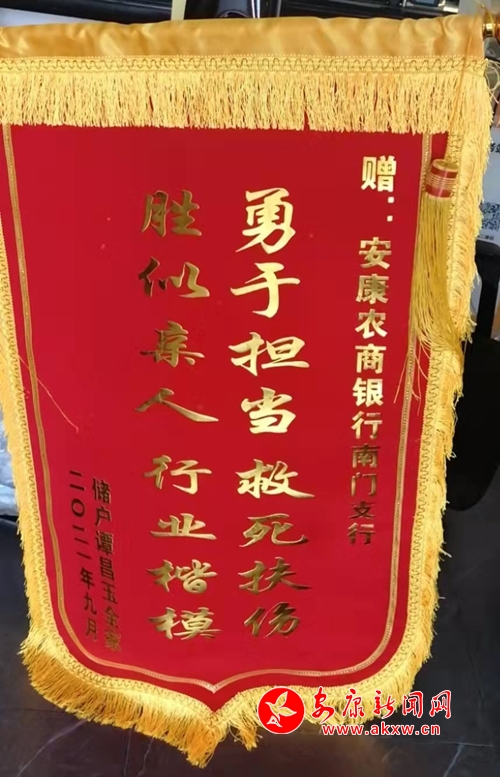 赠：安康农商银行南门支行
勇于担当救死扶伤
胜似亲人行业楷模
储户谭昌玉全家
二〇二一年九月
安康新闻网
www.akxw.cn